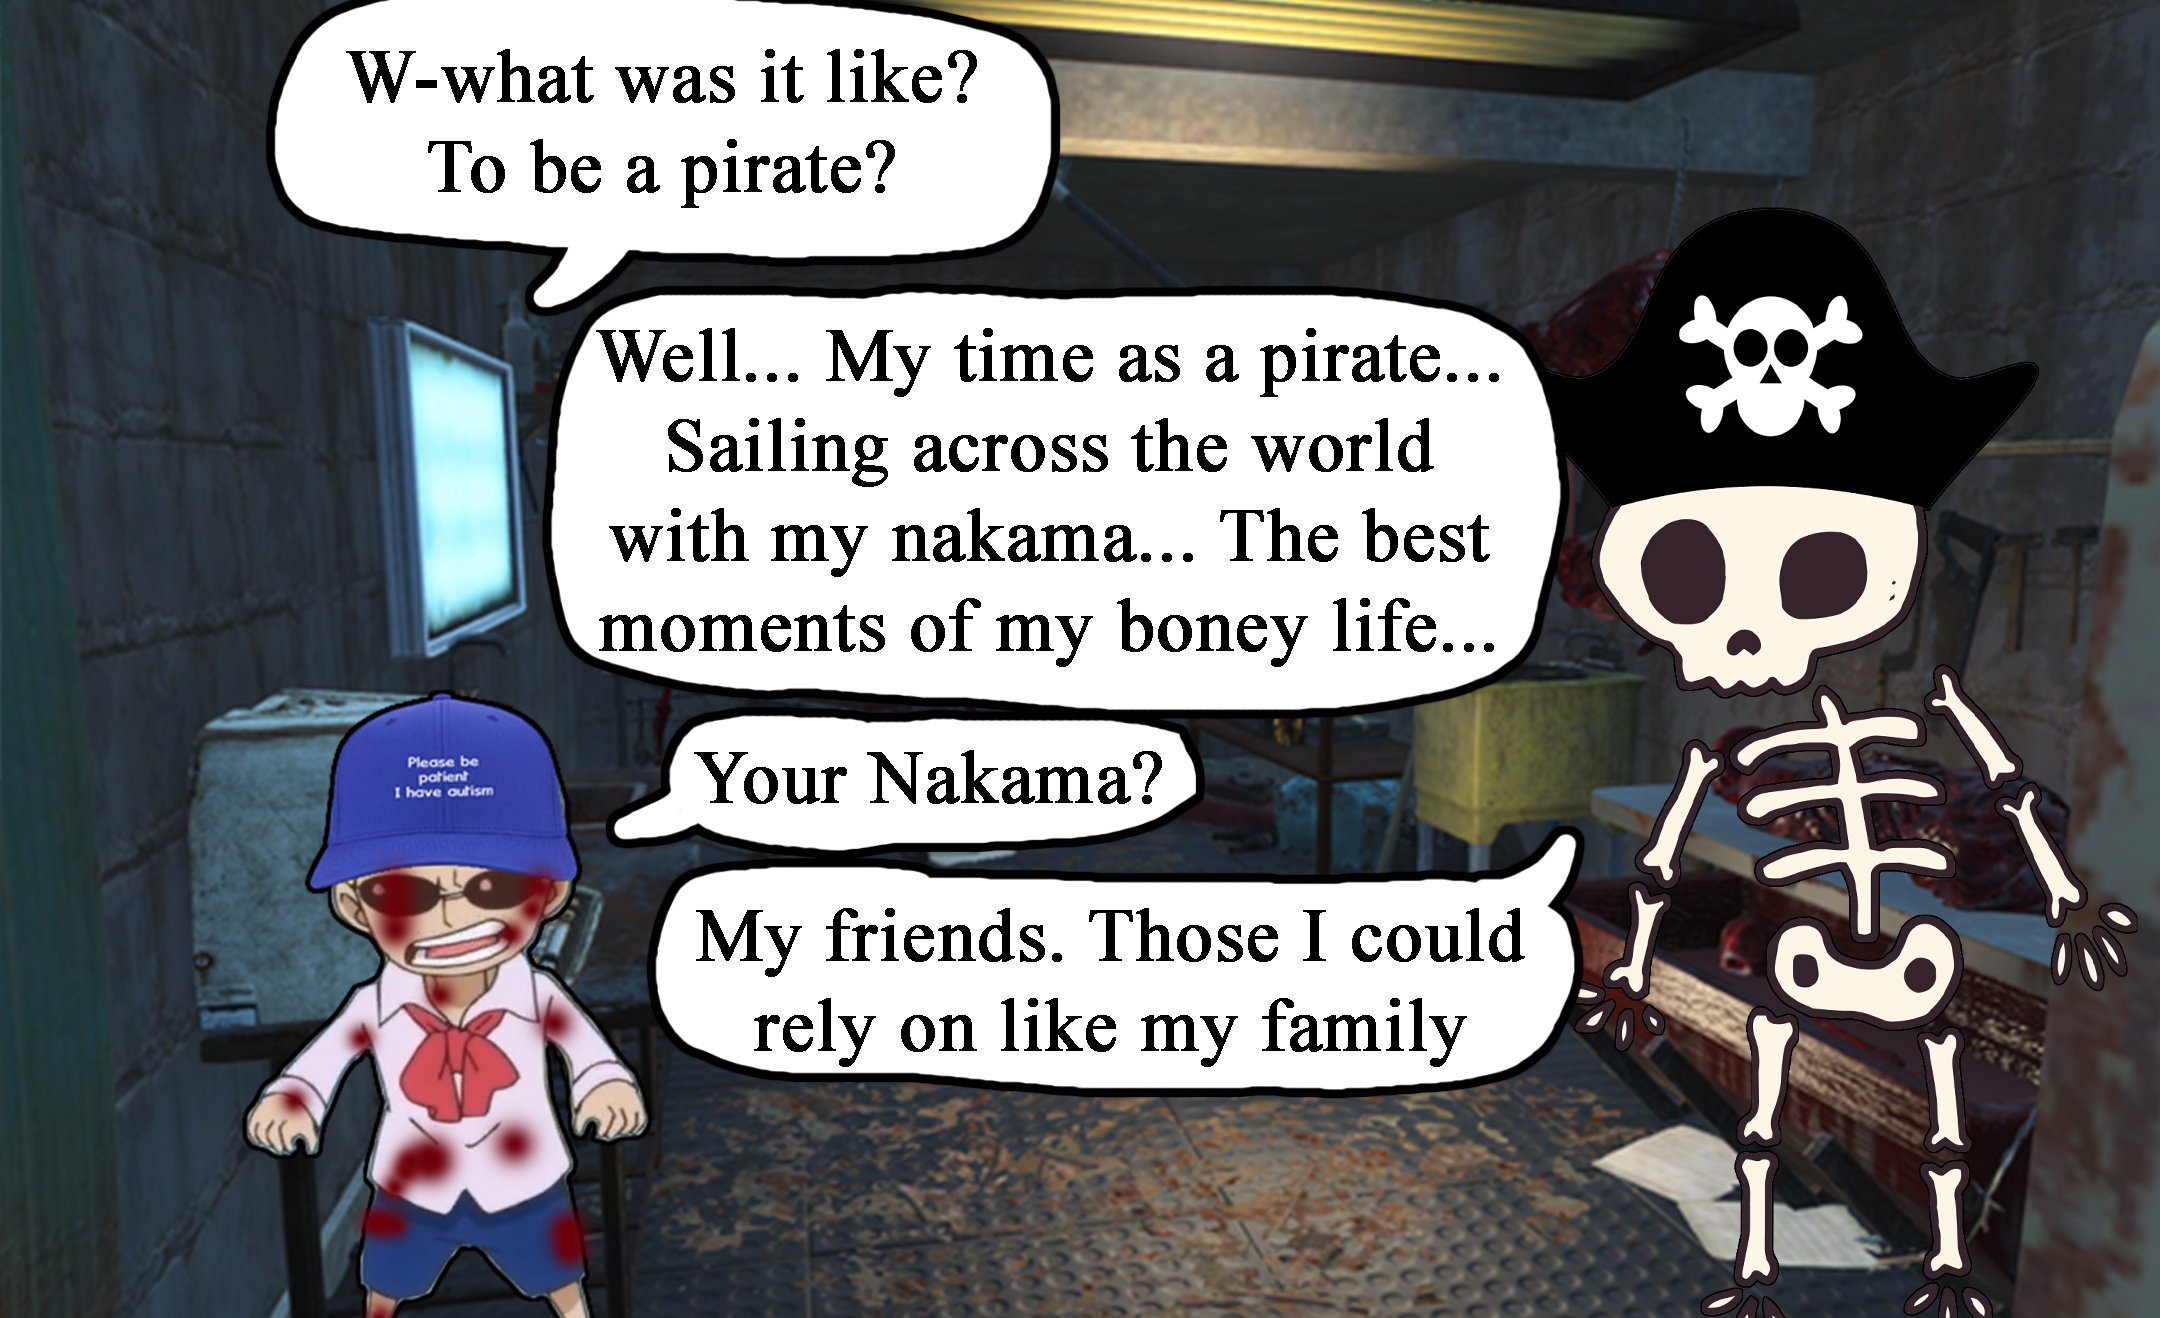 W-what was it like?
To be a pirate?
Well... My time as a pirate...
Sailing across the world
with my nakama... The best
moments of my boney life...
Your Nakama?
Please be
patient
I have autism
My friends. Those I could
rely on like my family